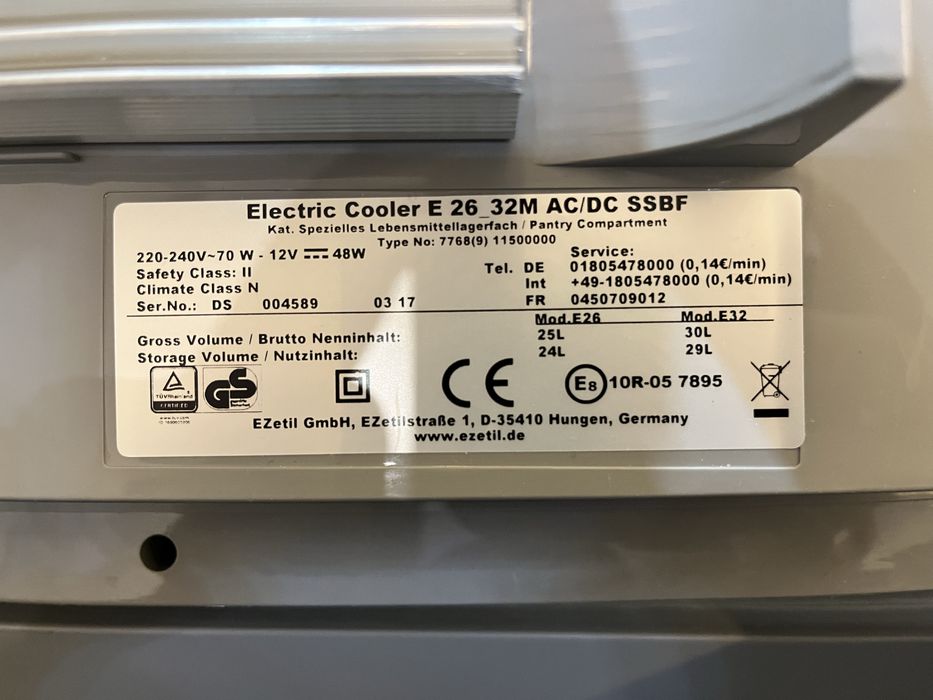 Electric Cooler E 26_32M AC/DC SSBF
Kat. Spezielles Lebensmittellagerfach / Pantry Compartment
Type No: 7768(9) 11500000
220-240V~70 W - 12V ⎓ 48W
Safety Class: II
Climate Class N
Ser.No.: DS 004589 03 17
Service:
Tel. DE 01805478000 (0,14€/min)
Int +49-1805478000 (0,14€/min)
FR 0450709012
Mod.E26 Mod.E32
Gross Volume / Brutto Nenninhalt: 25L 30L
Storage Volume / Nutzinhalt: 24L 29L
TÜVRheinland
CERTIFIED
GS
CE
E8 10R-05 7895
EZetil GmbH, EZetilstraße 1, D-35410 Hungen, Germany
www.ezetil.de